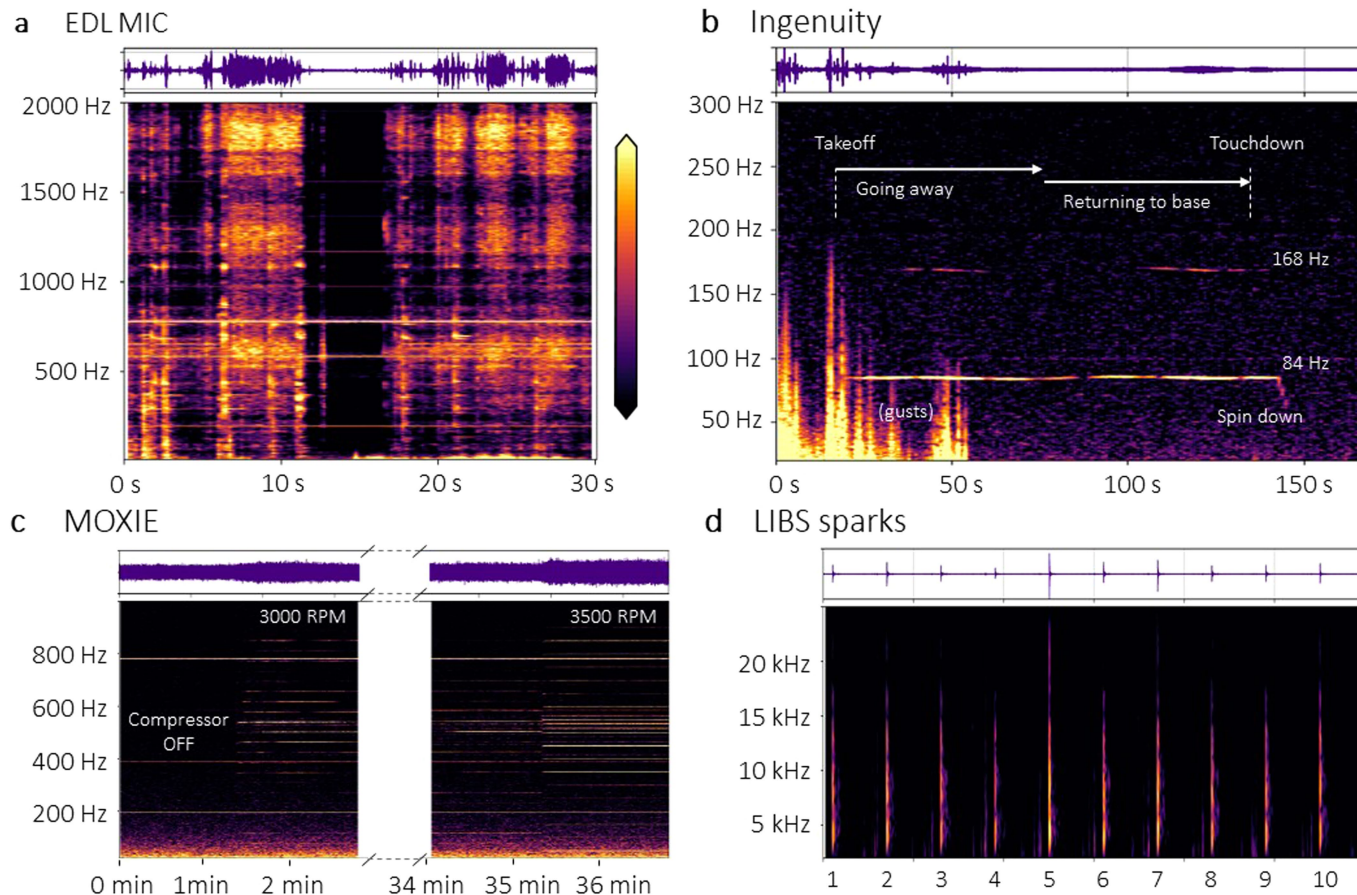 a EDL MIC
2000 Hz
1500 Hz
1000 Hz
500 Hz
0 s 10 s 20 s 30 s
b Ingenuity
300 Hz
250 Hz
200 Hz
150 Hz
100 Hz
50 Hz
Takeoff
Touchdown
Going away
Returning to base
168 Hz
84 Hz
(gusts)
Spin down
0 s 50 s 100 s 150 s
c MOXIE
3000 RPM
3500 RPM
800 Hz
600 Hz
400 Hz
200 Hz
Compressor
OFF
0 min 1min 2 min 34 min 35 min 36 min
d LIBS sparks
20 kHz
15 kHz
10 kHz
5 kHz
1 2 3 4 5 6 7 8 9 10